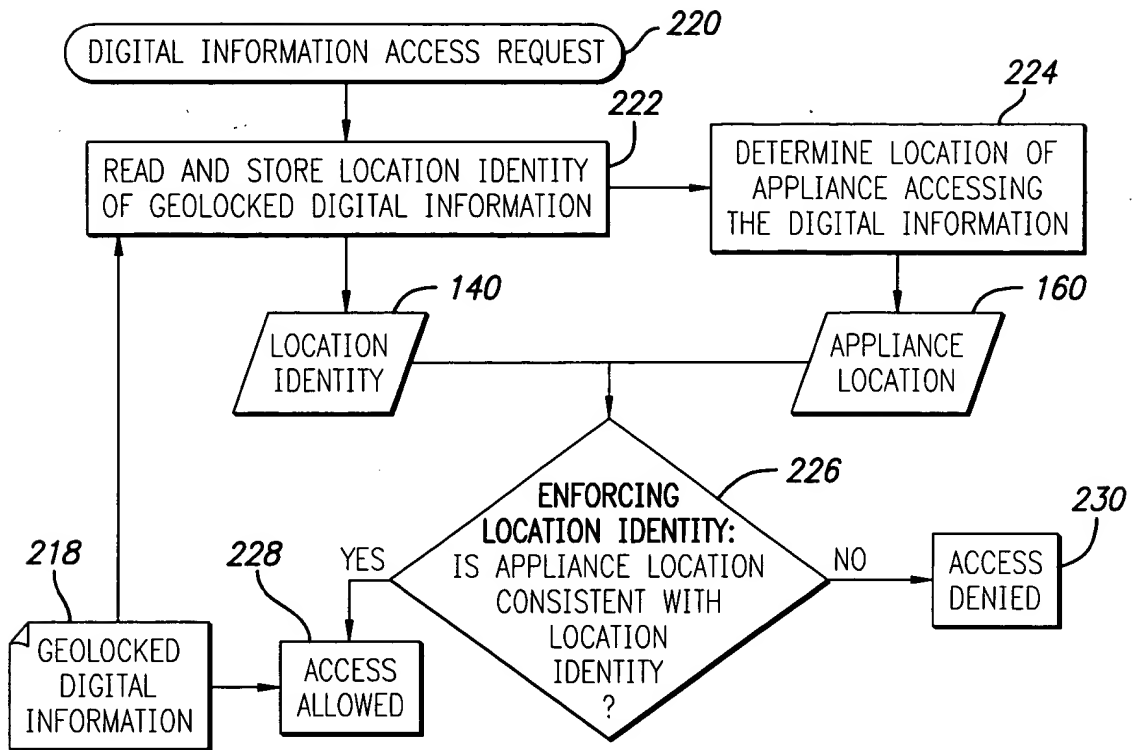 DIGITAL INFORMATION ACCESS REQUEST
220
222
READ AND STORE LOCATION IDENTITY
OF GEOLOCKED DIGITAL INFORMATION
224
DETERMINE LOCATION OF
APPLIANCE ACCESSING
THE DIGITAL INFORMATION
140
LOCATION
IDENTITY
160
APPLIANCE
LOCATION
226
ENFORCING
LOCATION IDENTITY:
IS APPLIANCE LOCATION
CONSISTENT WITH
LOCATION
IDENTITY
?
YES
NO
230
ACCESS
DENIED
218
GEOLOCKED
DIGITAL
INFORMATION
228
ACCESS
ALLOWED